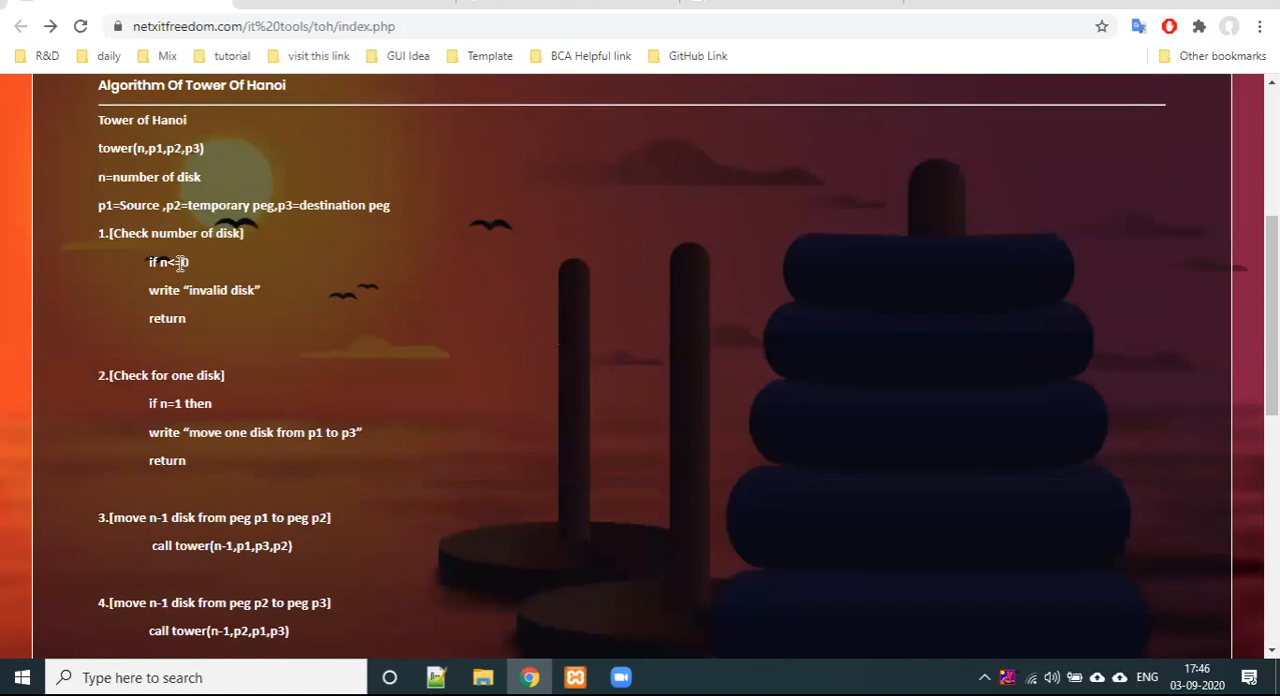 netxitfreedom.com/it%20tools/toh/index.php
R&D daily Mix tutorial visit this link GUI Idea Template BCA Helpful link GitHub Link Other bookmarks
Algorithm Of Tower Of Hanoi
Tower of Hanoi
tower(n,p1,p2,p3)
n=number of disk
p1=Source ,p2=temporary peg,p3=destination peg
1.[Check number of disk]
if n<=0
write “invalid disk”
return
2.[Check for one disk]
if n=1 then
write “move one disk from p1 to p3”
return
3.[move n-1 disk from peg p1 to peg p2]
call tower(n-1,p1,p3,p2)
4.[move n-1 disk from peg p2 to peg p3]
call tower(n-1,p2,p1,p3)
Type here to search
ENG
17:46
03-09-2020